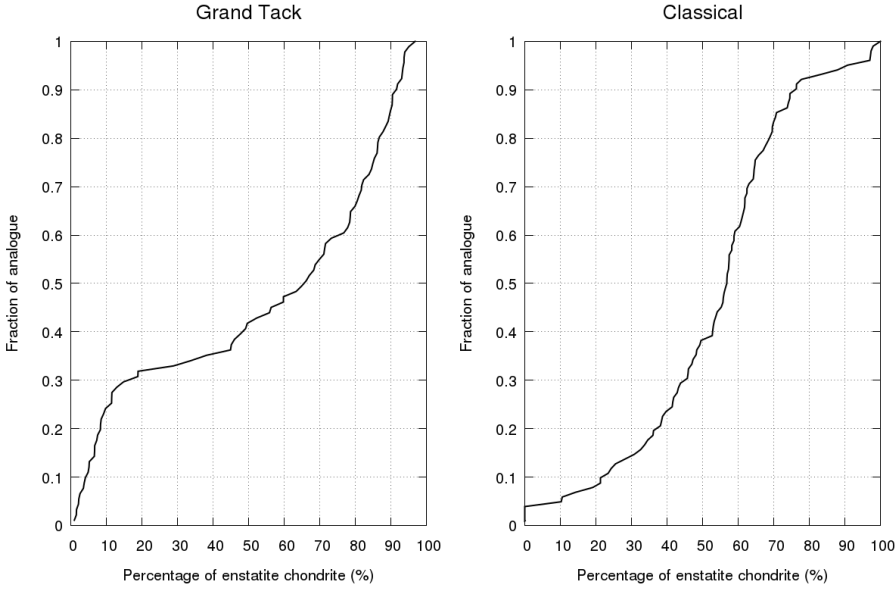 Grand Tack
1
0.9
0.8
0.7
0.6
0.5
0.4
0.3
0.2
0.1
0
Fraction of analogue
0 10 20 30 40 50 60 70 80 90 100
Percentage of enstatite chondrite (%)
Classical
1
0.9
0.8
0.7
0.6
0.5
0.4
0.3
0.2
0.1
0
Fraction of analogue
0 10 20 30 40 50 60 70 80 90 100
Percentage of enstatite chondrite (%)